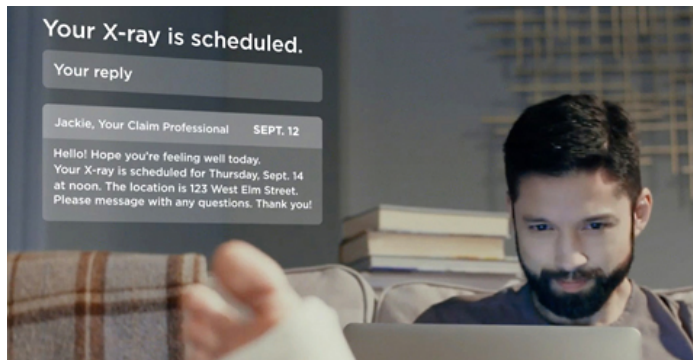 Your X-ray is scheduled.
Your reply
Jackie, Your Claim Professional SEPT. 12
Hello! Hope you're feeling well today.
Your X-ray is scheduled for Thursday, Sept. 14
at noon. The location is 123 West Elm Street.
Please message with any questions. Thank you!